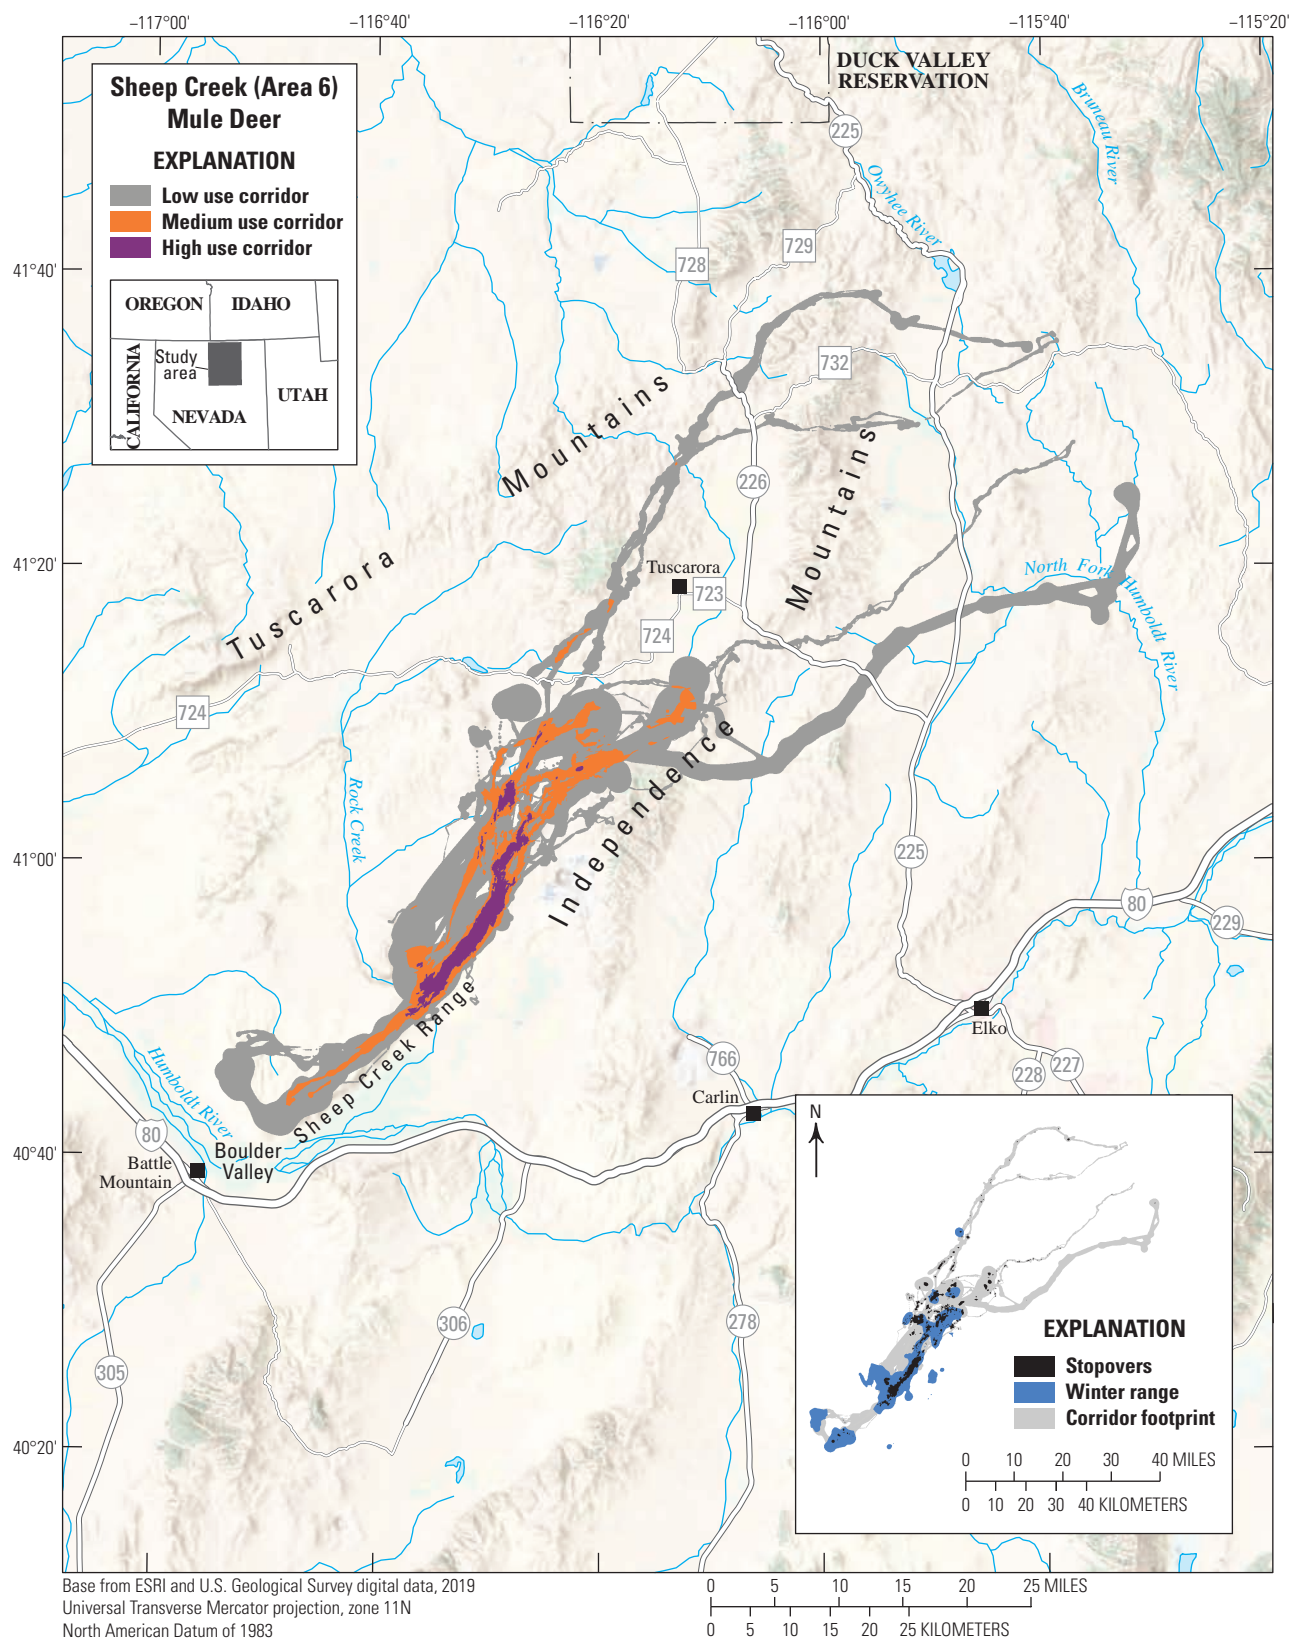 −117°00'
−116°40'
−116°20'
−116°00'
−115°40'
−115°20'
Sheep Creek (Area 6)
Mule Deer
EXPLANATION
Low use corridor
Medium use corridor
High use corridor
OREGON
IDAHO
CALIFORNIA
Study
area
NEVADA
UTAH
DUCK VALLEY
RESERVATION
225
Bruneau River
Owyhee River
41°40'
728
729
732
Tuscarora Mountains
226
Independence Mountains
41°20'
Tuscarora
723
724
North Fork Humboldt River
724
Rock Creek
41°00'
225
80
229
Sheep Creek Range
Elko
Humboldt River
766
228
227
Carlin
80
40°40'
Battle
Mountain
Boulder
Valley
306
278
305
40°20'
N
EXPLANATION
Stopovers
Winter range
Corridor footprint
0 10 20 30 40 MILES
0 10 20 30 40 KILOMETERS
Base from ESRI and U.S. Geological Survey digital data, 2019
Universal Transverse Mercator projection, zone 11N
North American Datum of 1983
0 5 10 15 20 25 MILES
0 5 10 15 20 25 KILOMETERS